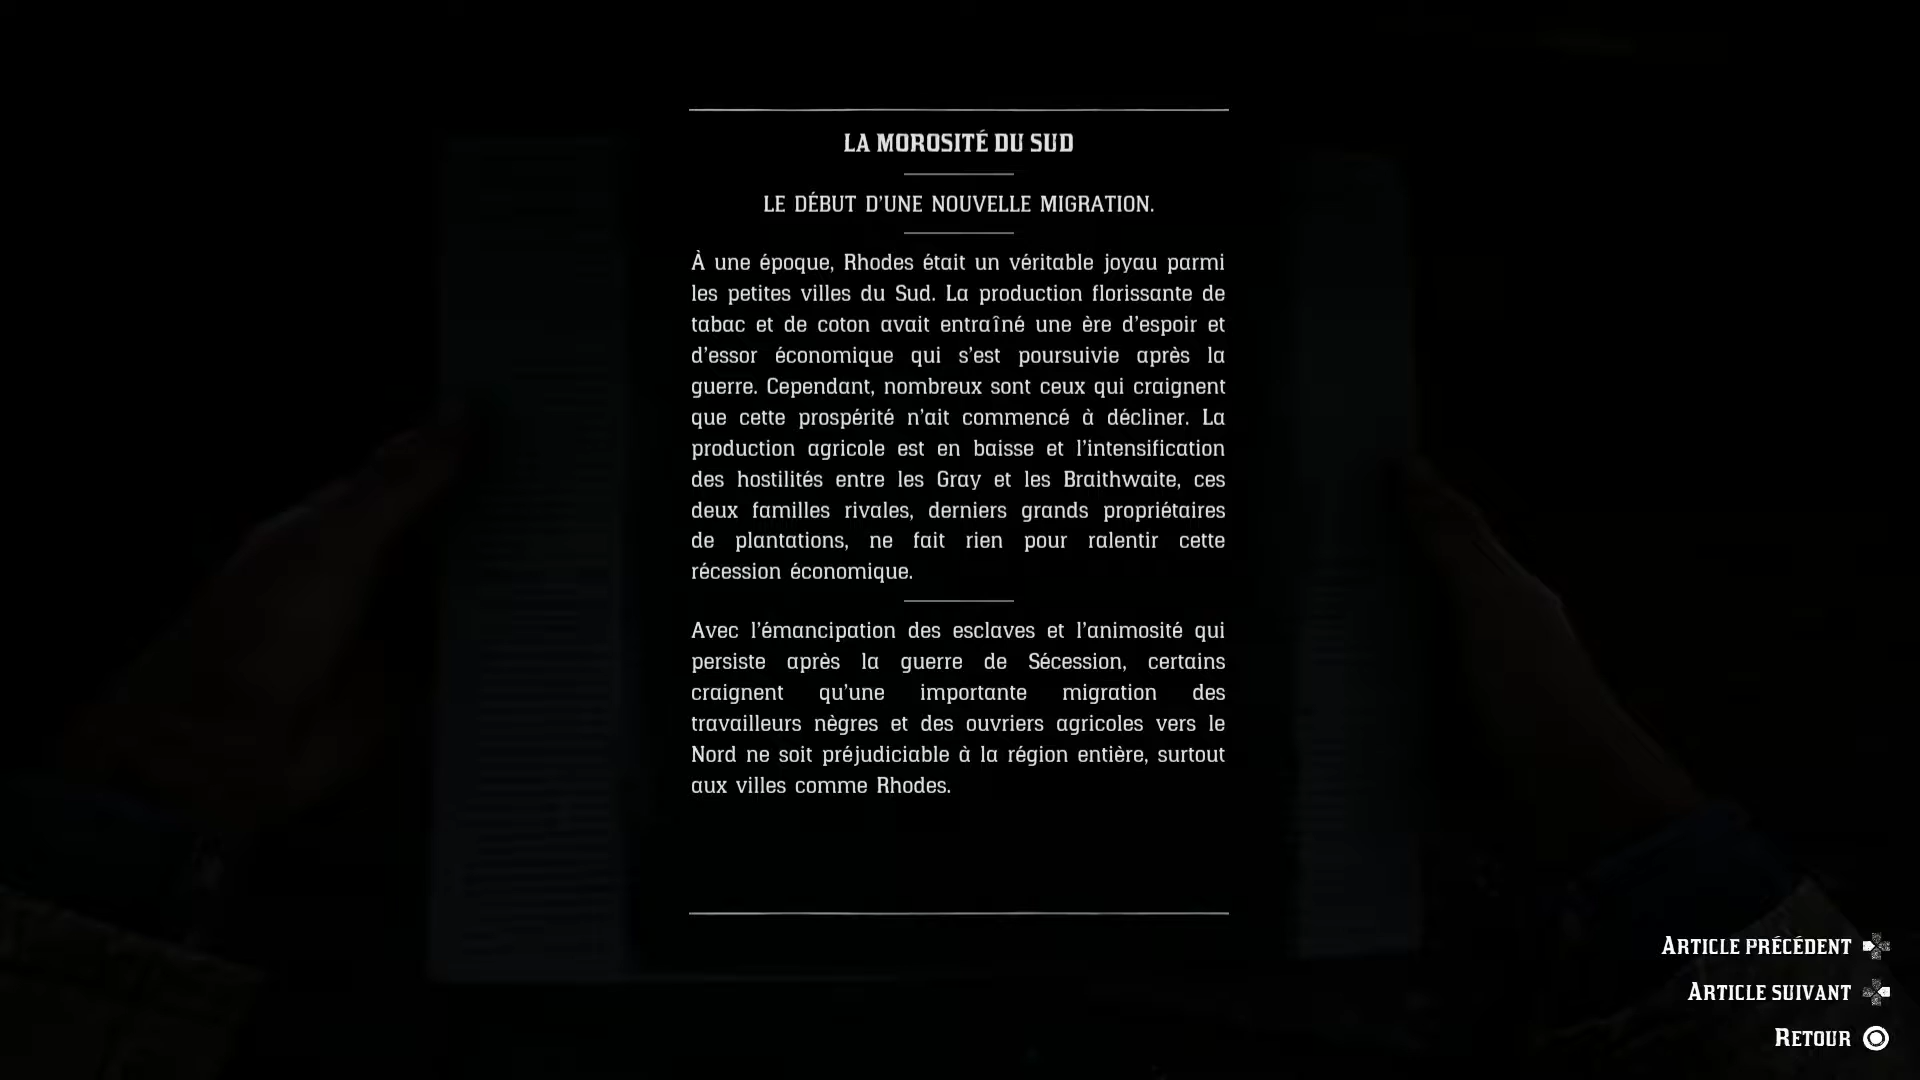 LA MOROSITÉ DU SUD
LE DÉBUT D'UNE NOUVELLE MIGRATION.
À une époque, Rhodes était un véritable joyau parmi
les petites villes du Sud. La production florissante de
tabac et de coton avait entraîné une ère d'espoir et
d'essor économique qui s'est poursuivie après la
guerre. Cependant, nombreux sont ceux qui craignent
que cette prospérité n'ait commencé à décliner. La
production agricole est en baisse et l'intensification
des hostilités entre les Gray et les Braithwaite, ces
deux familles rivales, derniers grands propriétaires
de plantations, ne fait rien pour ralentir cette
récession économique.
Avec l'émancipation des esclaves et l'animosité qui
persiste après la guerre de Sécession, certains
craignent qu'une importante migration des
travailleurs nègres et des ouvriers agricoles vers le
Nord ne soit préjudiciable à la région entière, surtout
aux villes comme Rhodes.
ARTICLE PRÉCÉDENT
ARTICLE SUIVANT
RETOUR